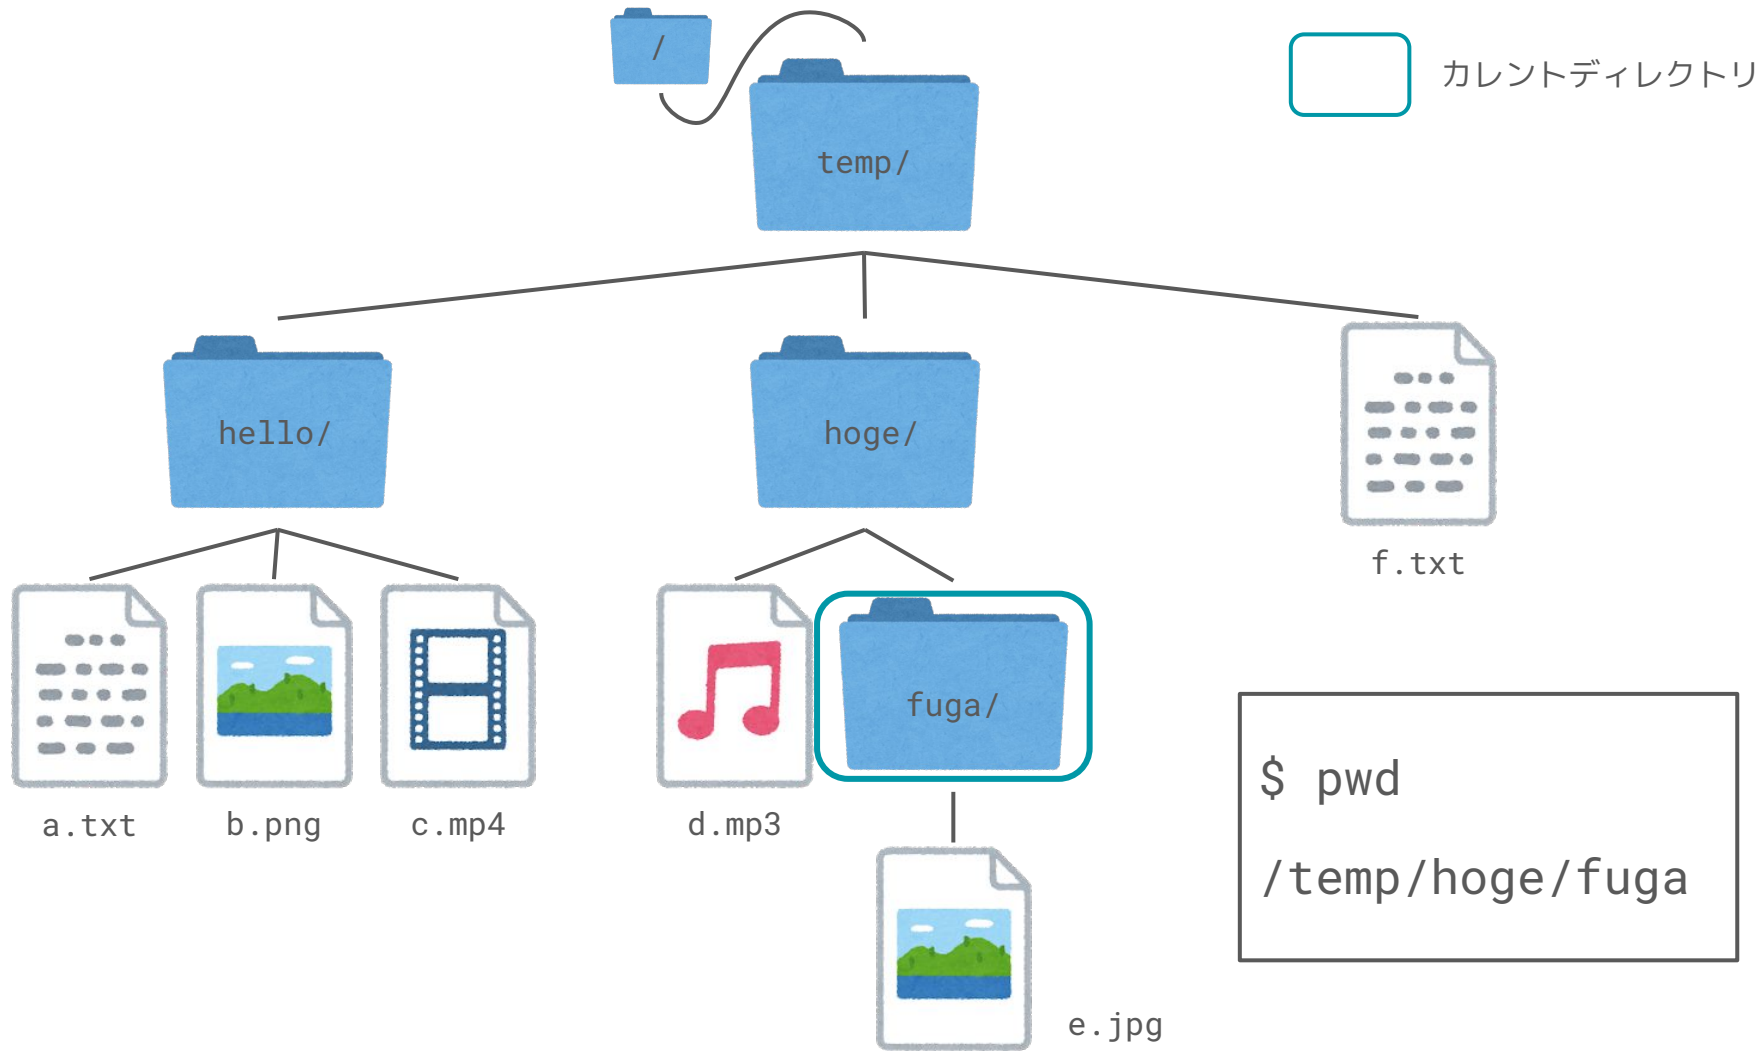 /
カレントディレクトリ
temp/
hello/
hoge/
f.txt
fuga/
a.txt
b.png
c.mp4
d.mp3
$ pwd
/temp/hoge/fuga
e.jpg